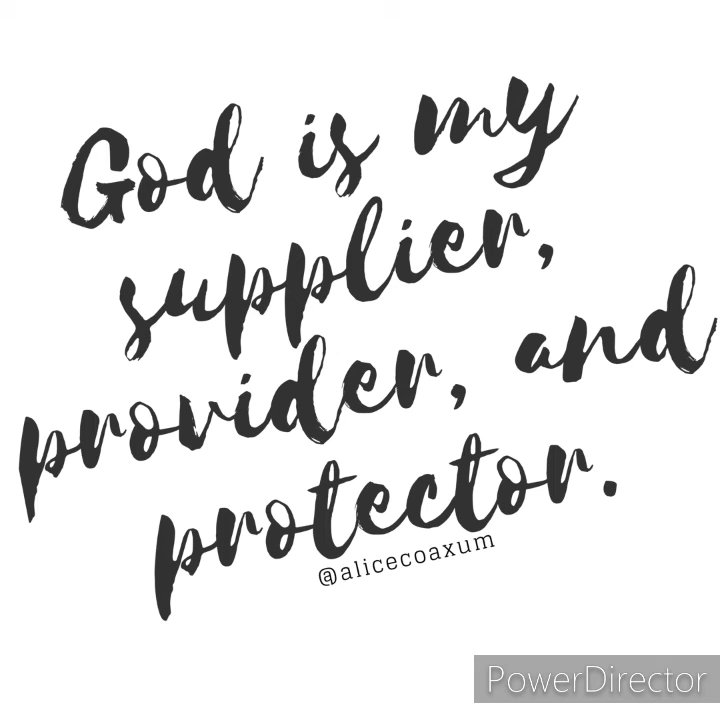 God is my
supplier,
provider, and
protector.
@alicecoaxum
PowerDirector